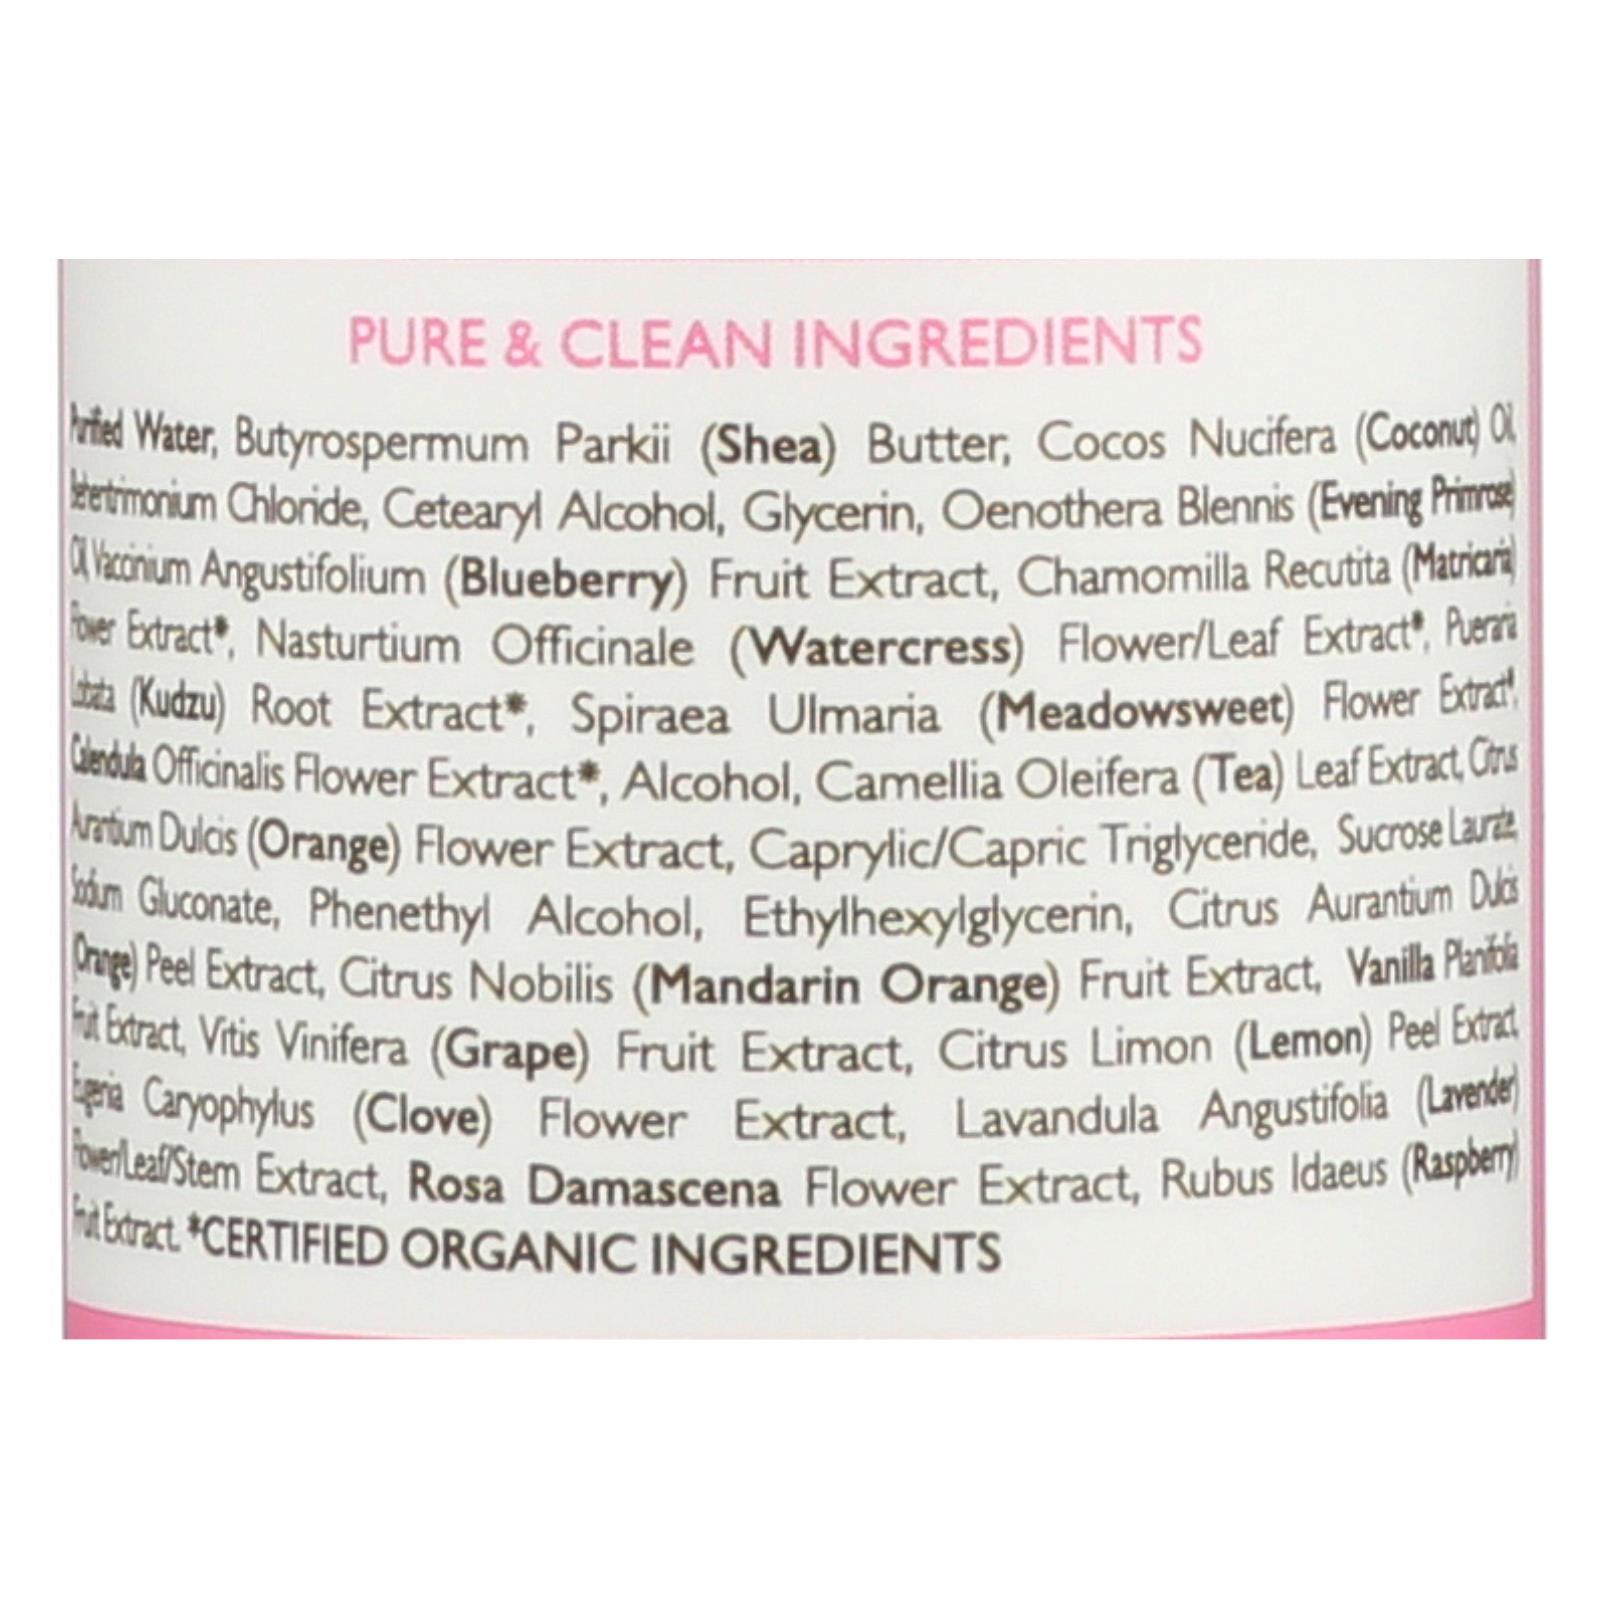 PURE & CLEAN INGREDIENTS
Purified Water, Butyrospermum Parkii (Shea) Butter, Cocos Nucifera (Coconut) Oil,
Behentrimonium Chloride, Cetearyl Alcohol, Glycerin, Oenothera Blennis (Evening Primrose)
Oil, Vaccinium Angustifolium (Blueberry) Fruit Extract, Chamomilla Recutita (Matricaria)
Flower Extract*, Nasturtium Officinale (Watercress) Flower/Leaf Extract*, Pueraria
Lobata (Kudzu) Root Extract*, Spiraea Ulmaria (Meadowsweet) Flower Extract*,
Calendula Officinalis Flower Extract*, Alcohol, Camellia Oleifera (Tea) Leaf Extract, Citrus
Aurantium Dulcis (Orange) Flower Extract, Caprylic/Capric Triglyceride, Sucrose Laurate,
Sodium Gluconate, Phenethyl Alcohol, Ethylhexylglycerin, Citrus Aurantium Dulcis
(Orange) Peel Extract, Citrus Nobilis (Mandarin Orange) Fruit Extract, Vanilla Planifolia
Fruit Extract, Vitis Vinifera (Grape) Fruit Extract, Citrus Limon (Lemon) Peel Extract,
Eugenia Caryophylus (Clove) Flower Extract, Lavandula Angustifolia (Lavender)
Flower/Leaf/Stem Extract, Rosa Damascena Flower Extract, Rubus Idaeus (Raspberry)
Fruit Extract. *CERTIFIED ORGANIC INGREDIENTS